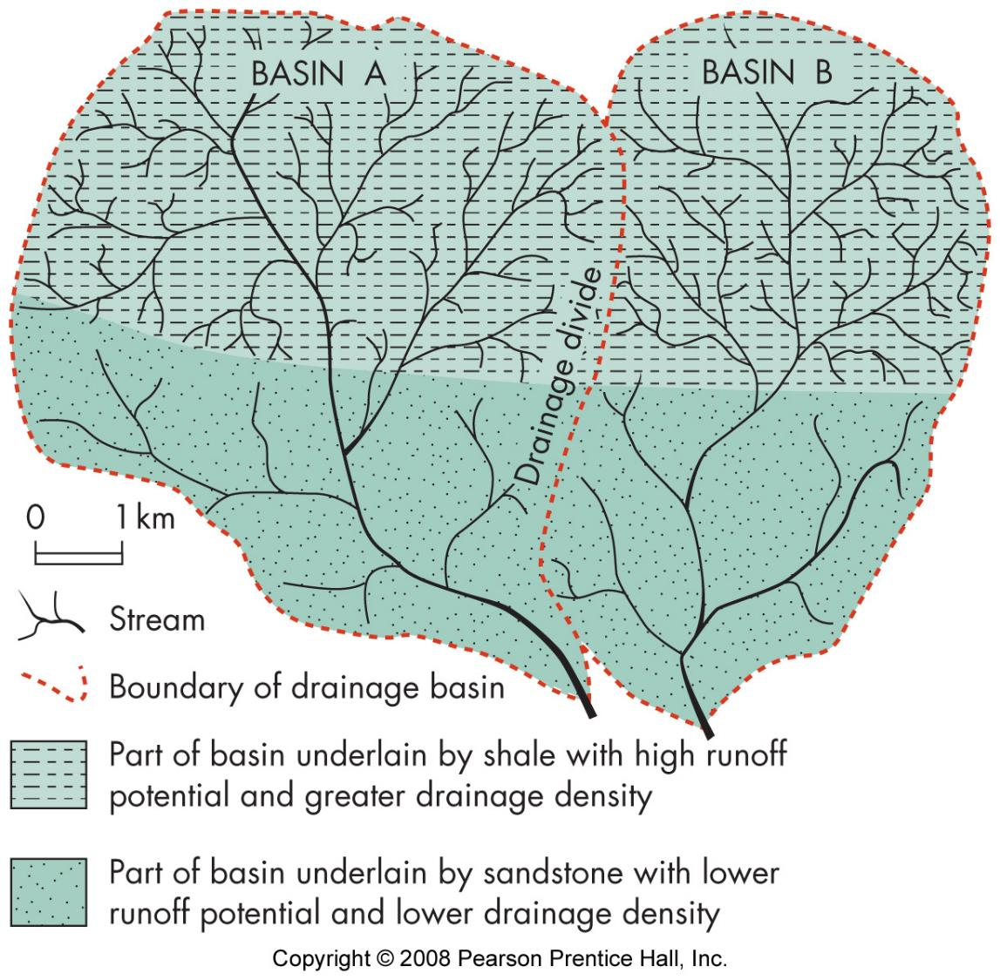 BASIN A
BASIN B
Drainage divide
0 1 km
Stream
Boundary of drainage basin
Part of basin underlain by shale with high runoff
potential and greater drainage density
Part of basin underlain by sandstone with lower
runoff potential and lower drainage density
Copyright © 2008 Pearson Prentice Hall, Inc.